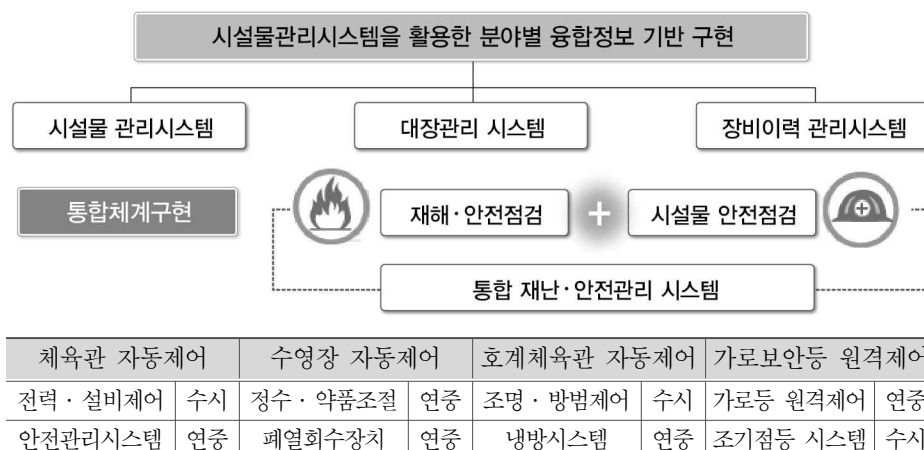 시설물관리시스템을 활용한 분야별 융합정보 기반 구현
시설물 관리시스템 대장관리 시스템 장비이력 관리시스템
통합체계구현 재해·안전점검 + 시설물 안전점검
통합 재난·안전관리 시스템
체육관 자동제어 수영장 자동제어 호계체육관 자동제어 가로보안등 원격제어
전력·설비제어 수시 정수·약품조절 연중 조명·방범제어 수시 가로등 원격제어 연중
안전관리시스템 연중 폐열회수장치 연중 냉방시스템 연중 조기점등 시스템 수시